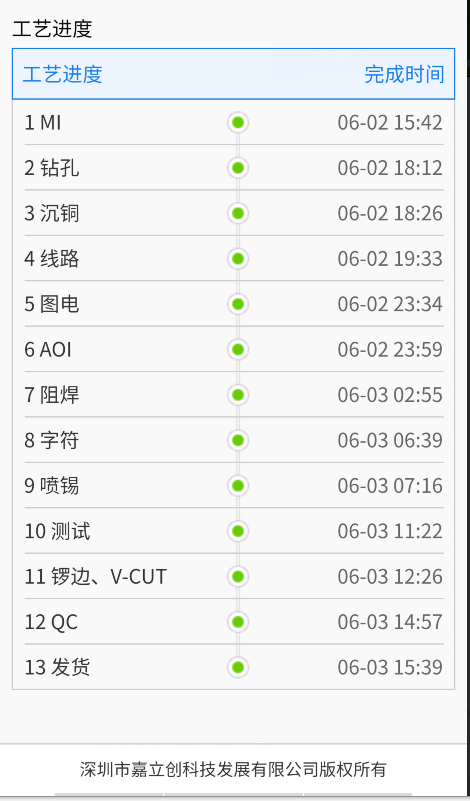 工艺进度
工艺进度 完成时间
1 MI 06-02 15:42
2 钻孔 06-02 18:12
3 沉铜 06-02 18:26
4 线路 06-02 19:33
5 图电 06-02 23:34
6 AOI 06-02 23:59
7 阻焊 06-03 02:55
8 字符 06-03 06:39
9 喷锡 06-03 07:16
10 测试 06-03 11:22
11 锣边、V-CUT 06-03 12:26
12 QC 06-03 14:57
13 发货 06-03 15:39
深圳市嘉立创科技发展有限公司版权所有